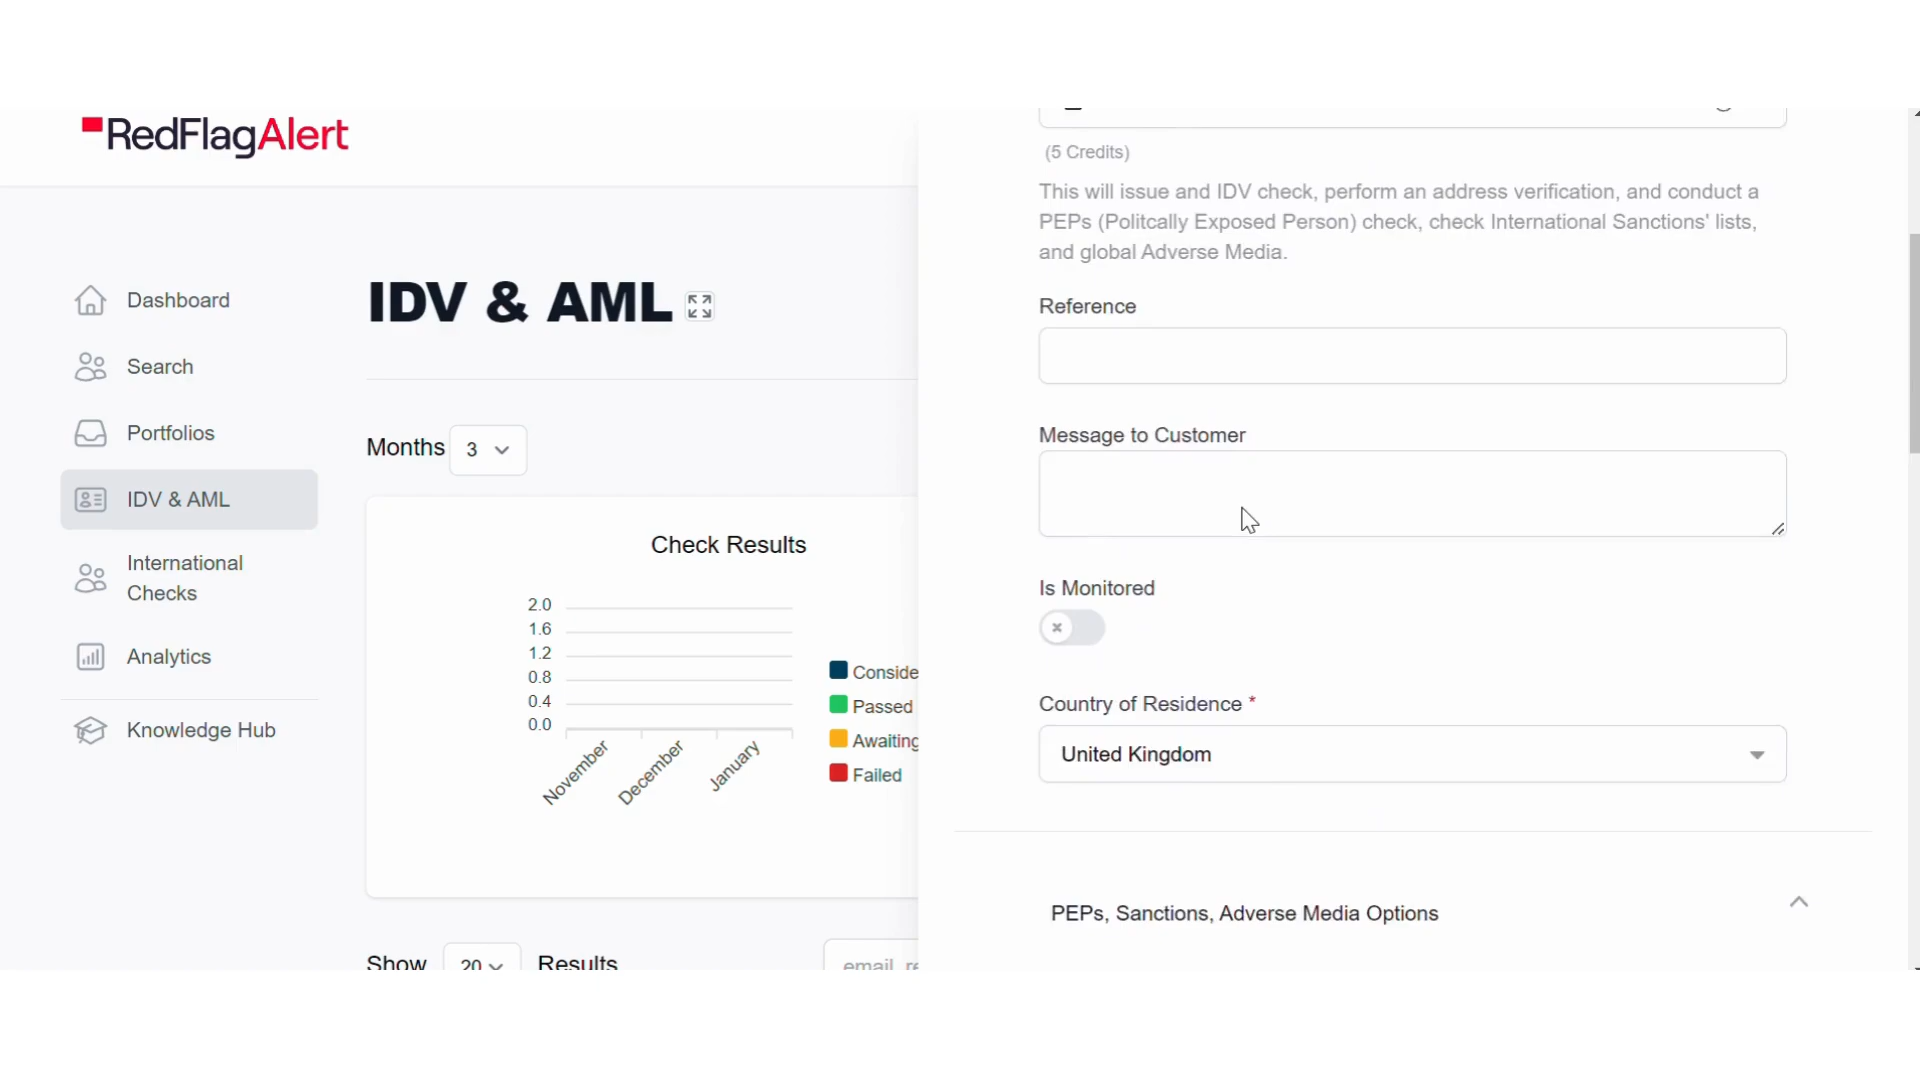 RedFlagAlert
Dashboard
Search
Portfolios
IDV & AML
International
Checks
Analytics
Knowledge Hub
IDV & AML
Months 3
Check Results
2.0
1.6
1.2
0.8
0.4
0.0
November
December
January
Conside
Passed
Awaiting
Failed
Show 20 Results
email, re
(5 Credits)
This will issue and IDV check, perform an address verification, and conduct a
PEPs (Politcally Exposed Person) check, check International Sanctions' lists,
and global Adverse Media.
Reference
Message to Customer
Is Monitored
Country of Residence *
United Kingdom
PEPs, Sanctions, Adverse Media Options